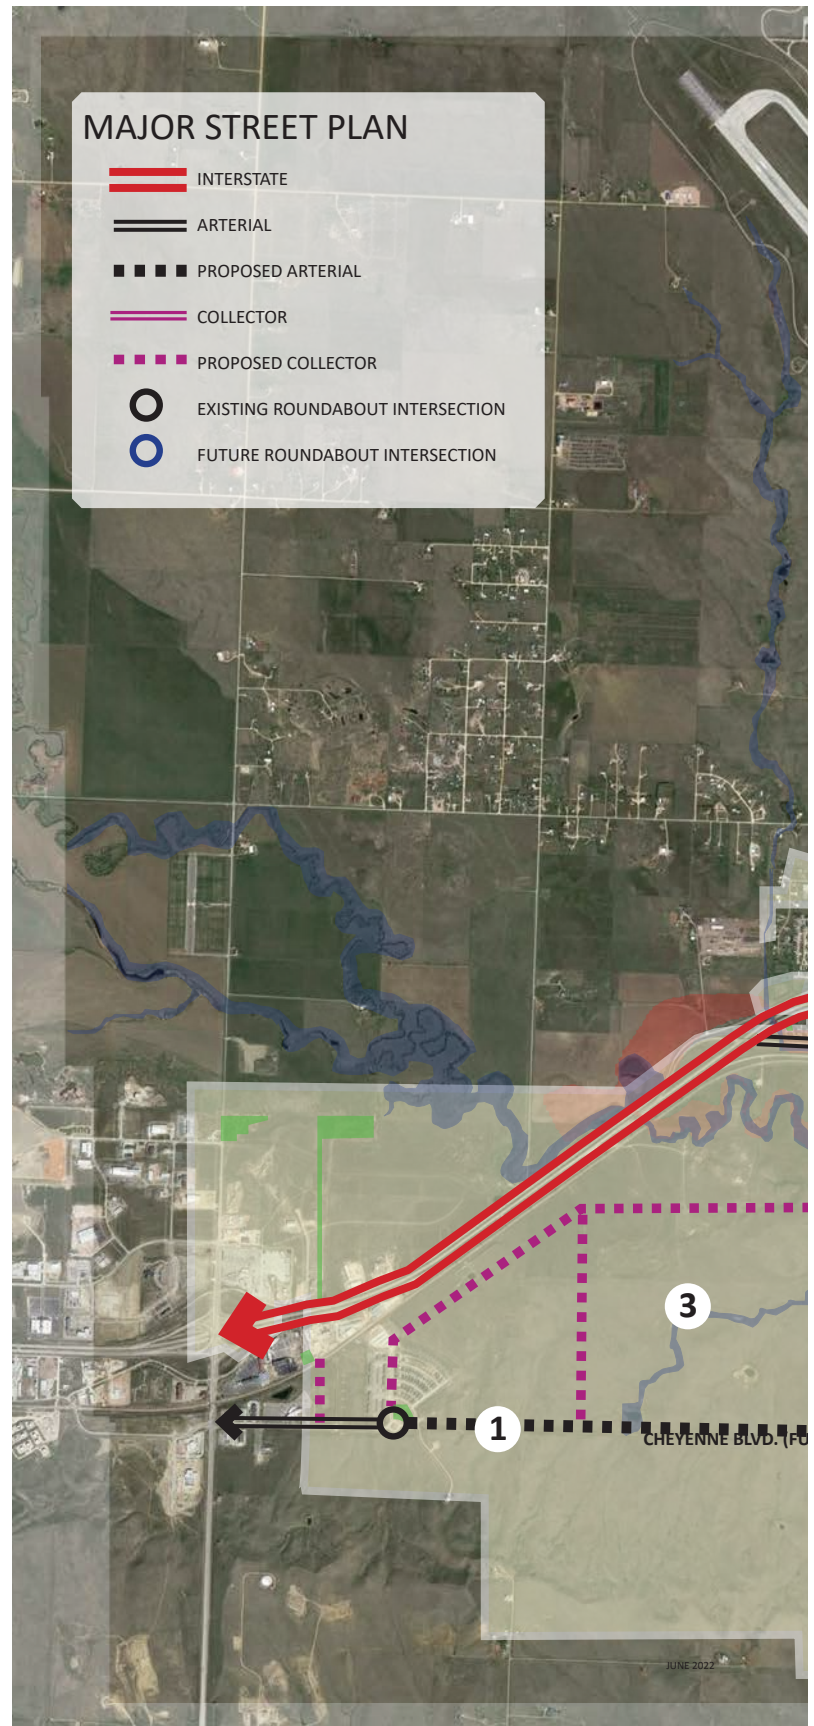 MAJOR STREET PLAN
INTERSTATE
ARTERIAL
PROPOSED ARTERIAL
COLLECTOR
PROPOSED COLLECTOR
EXISTING ROUNDABOUT INTERSECTION
FUTURE ROUNDABOUT INTERSECTION
3
1
CHEYENNE BLVD. (FU
JUNE 2022